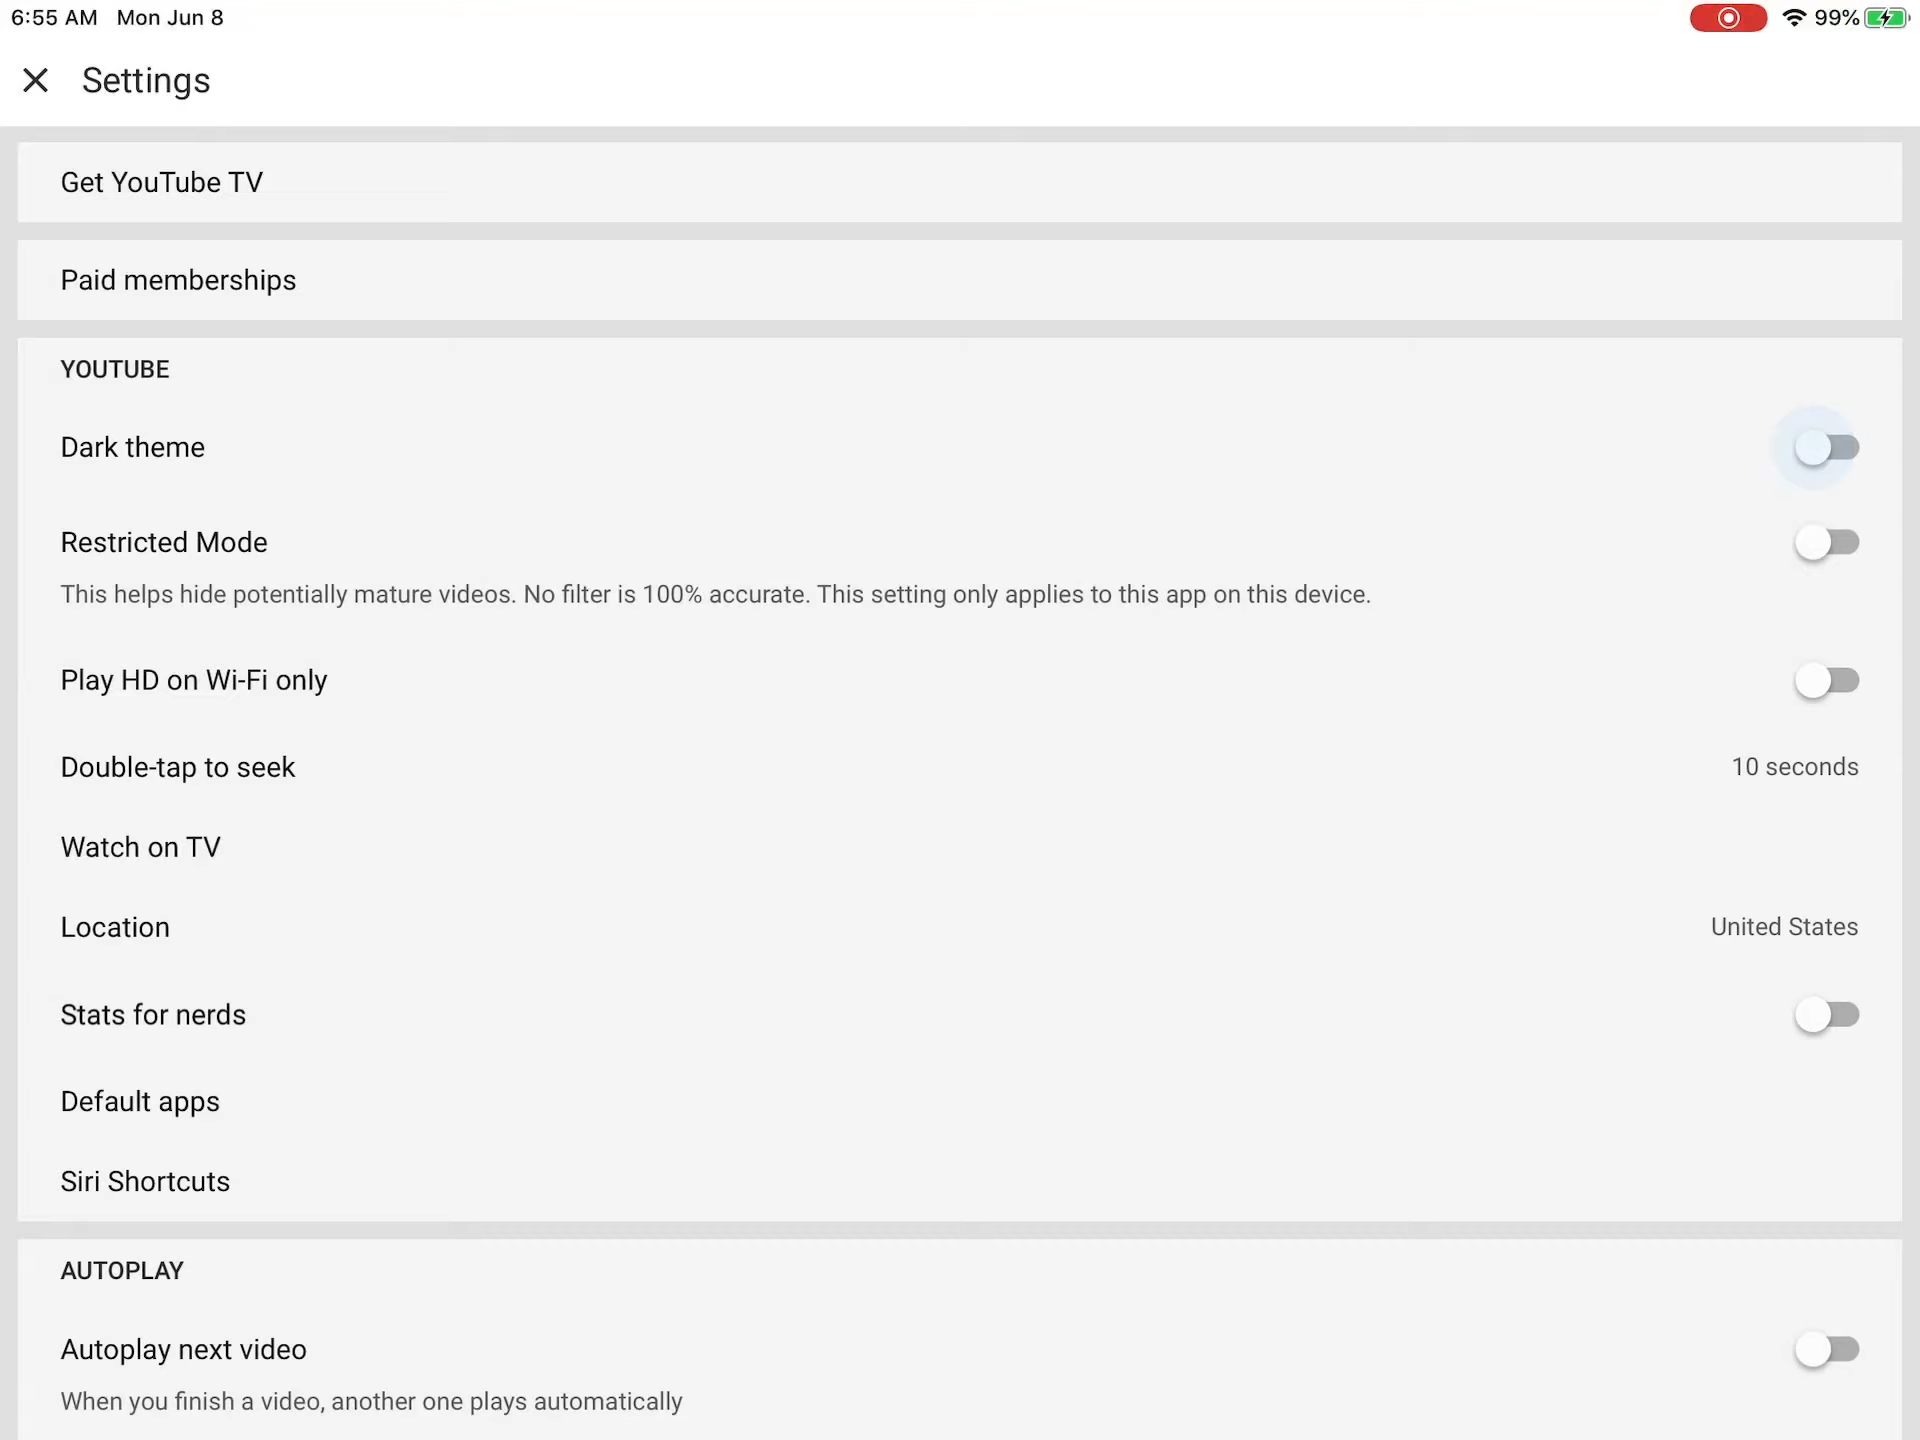 6:55 AM Mon Jun 8
99%
Settings
Get YouTube TV
Paid memberships
YOUTUBE
Dark theme
Restricted Mode
This helps hide potentially mature videos. No filter is 100% accurate. This setting only applies to this app on this device.
Play HD on Wi-Fi only
Double-tap to seek
10 seconds
Watch on TV
Location
United States
Stats for nerds
Default apps
Siri Shortcuts
AUTOPLAY
Autoplay next video
When you finish a video, another one plays automatically